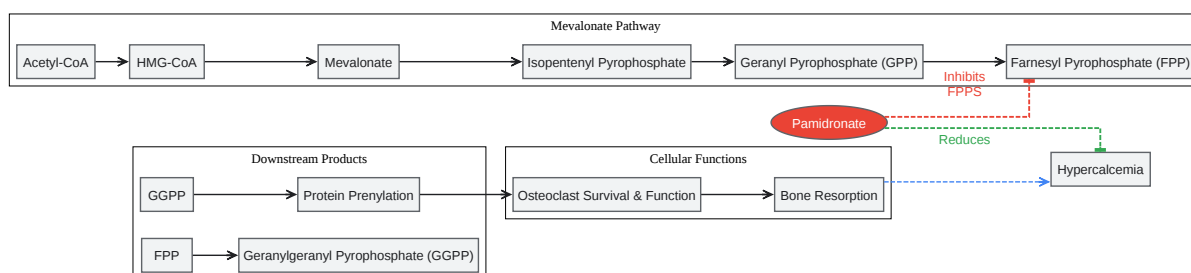 Mevalonate Pathway
Acetyl-CoA
HMG-CoA
Mevalonate
Isopentenyl Pyrophosphate
Geranyl Pyrophosphate (GPP)
Farnesyl Pyrophosphate (FPP)
Inhibits
FPPS
Pamidronate
Reduces
Hypercalcemia
Downstream Products
GGPP
Protein Prenylation
FPP
Geranylgeranyl Pyrophosphate (GGPP)
Cellular Functions
Osteoclast Survival & Function
Bone Resorption